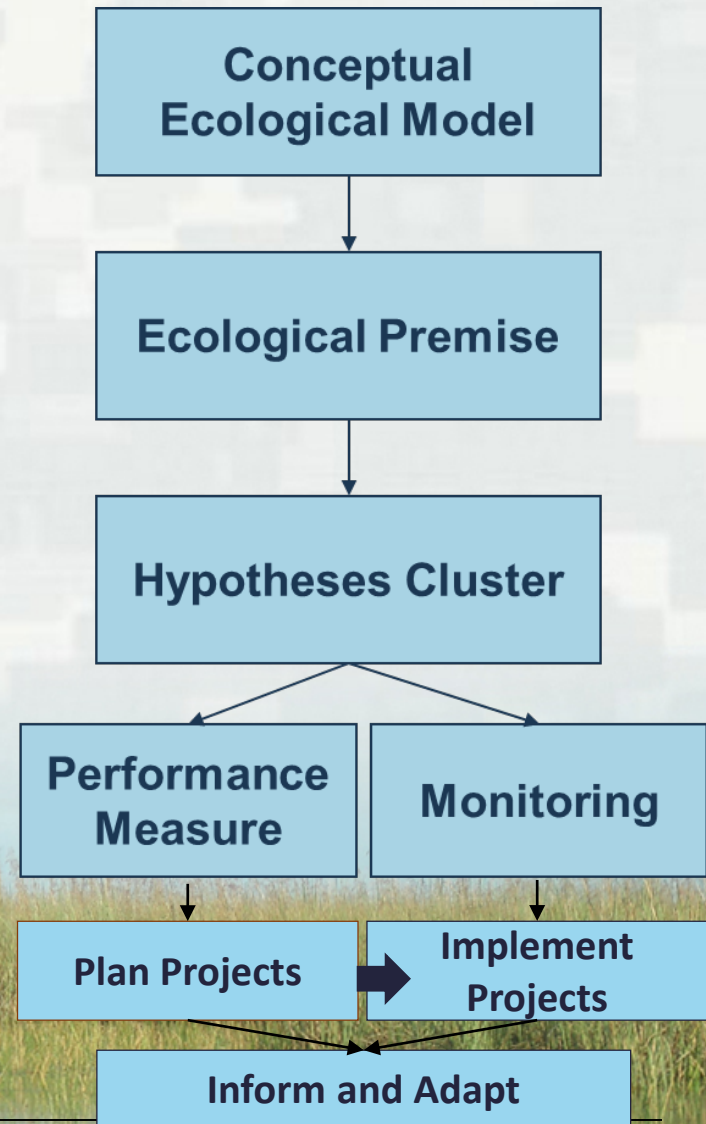 Conceptual
Ecological Model
Ecological Premise
Hypotheses Cluster
Performance
Measure
Monitoring
Plan Projects
Implement
Projects
Inform and Adapt